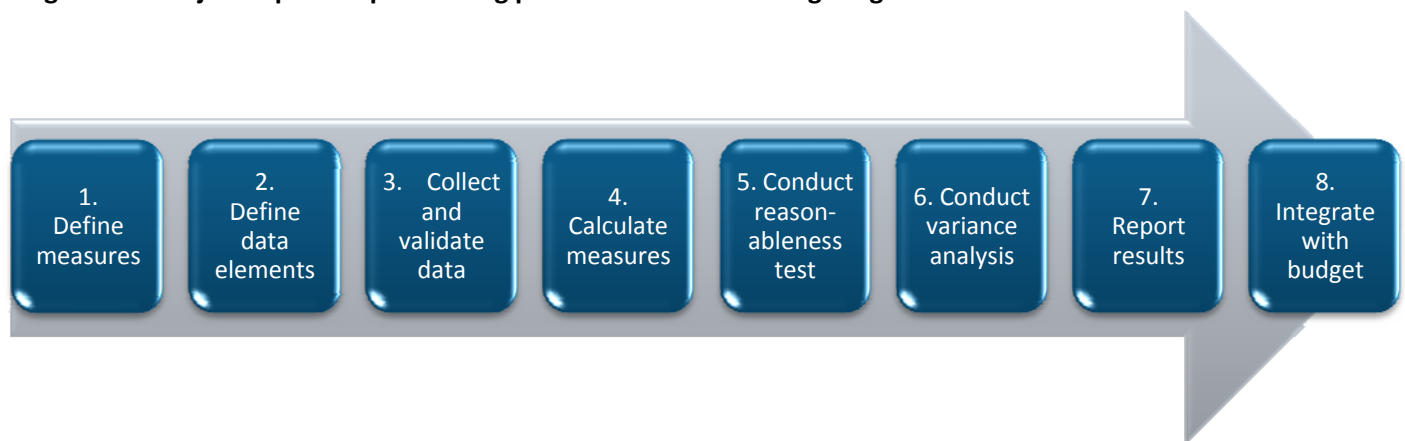 1.
Define
measures
2.
Define
data
elements
3. Collect
and
validate
data
4.
Calculate
measures
5. Conduct
reason-
ableness
test
6. Conduct
variance
analysis
7.
Report
results
8.
Integrate
with
budget